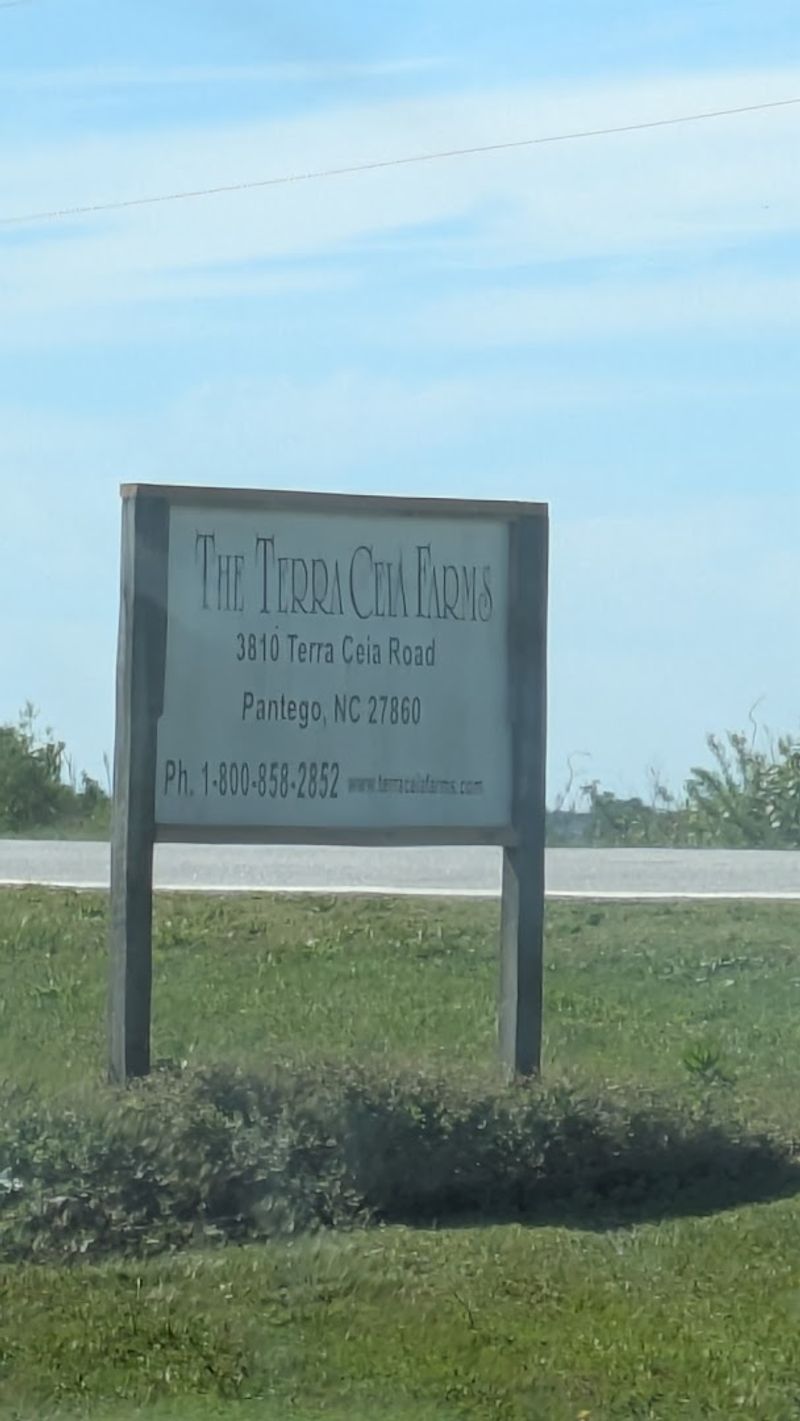 THE TERRA CEIA FARMS
3810 Terra Ceia Road
Pantego, NC 27860
Ph. 1-800-858-2852 www.terraceiafarms.com